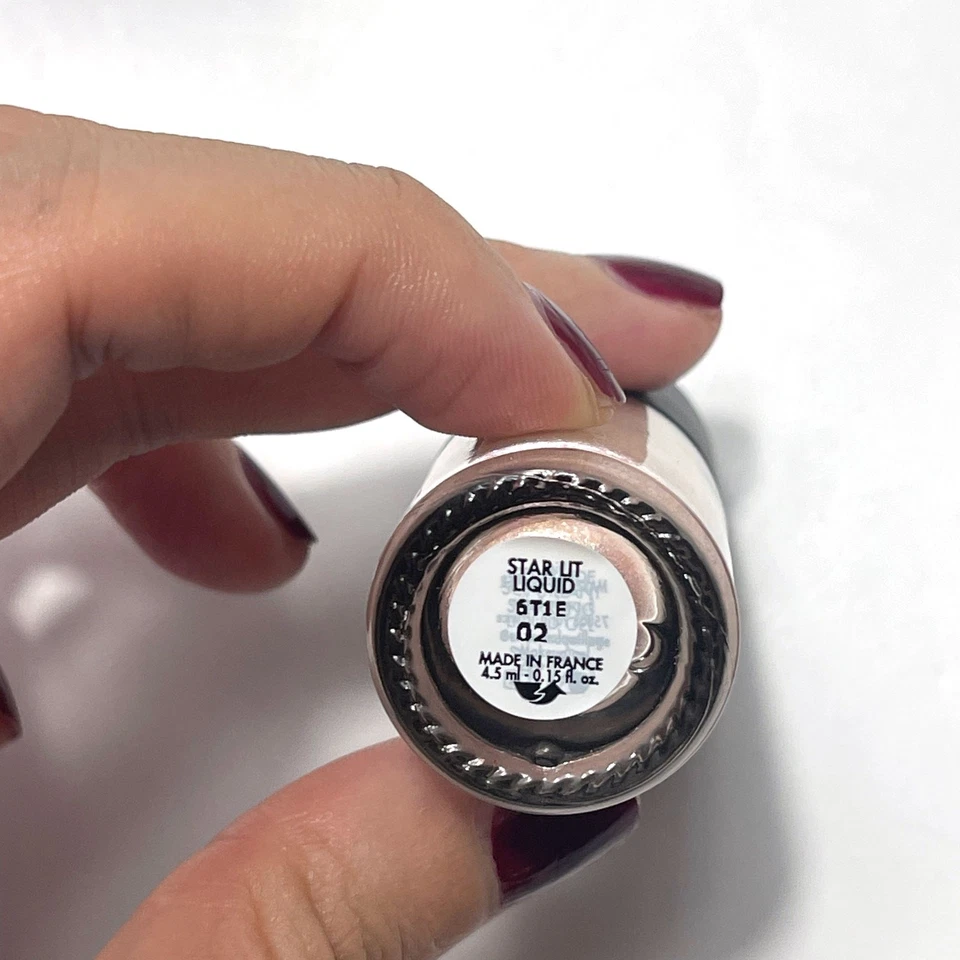 STAR LIT
LIQUID
6T1E
02
MADE IN FRANCE
4.5 ml - 0.15 fl. oz.